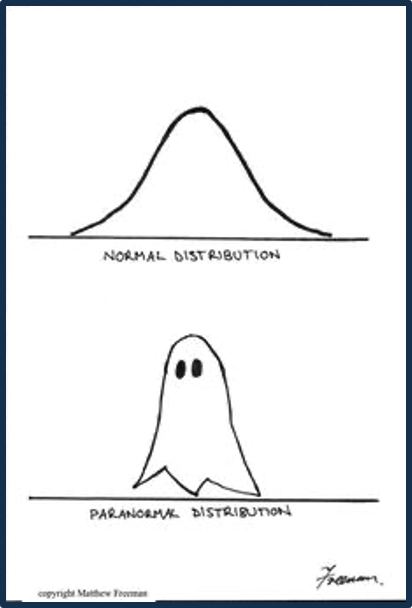 NORMAL DISTRIBUTION
PARANORMAL DISTRIBUTION
Freeman.
copyright Matthew Freeman